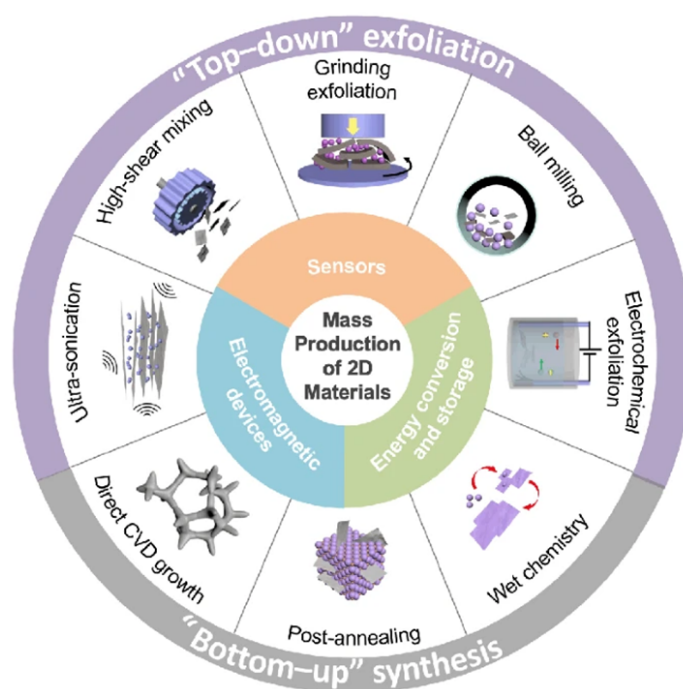 “Top–down” exfoliation
Grinding
exfoliation
High-shear mixing
Ball milling
Ultra-sonication
Electrochemical
exfoliation
Sensors
Mass
Production
of 2D
Materials
Electromagnetic
devices
Energy conversion
and storage
Direct CVD growth
Post-annealing
Wet chemistry
“Bottom–up” synthesis